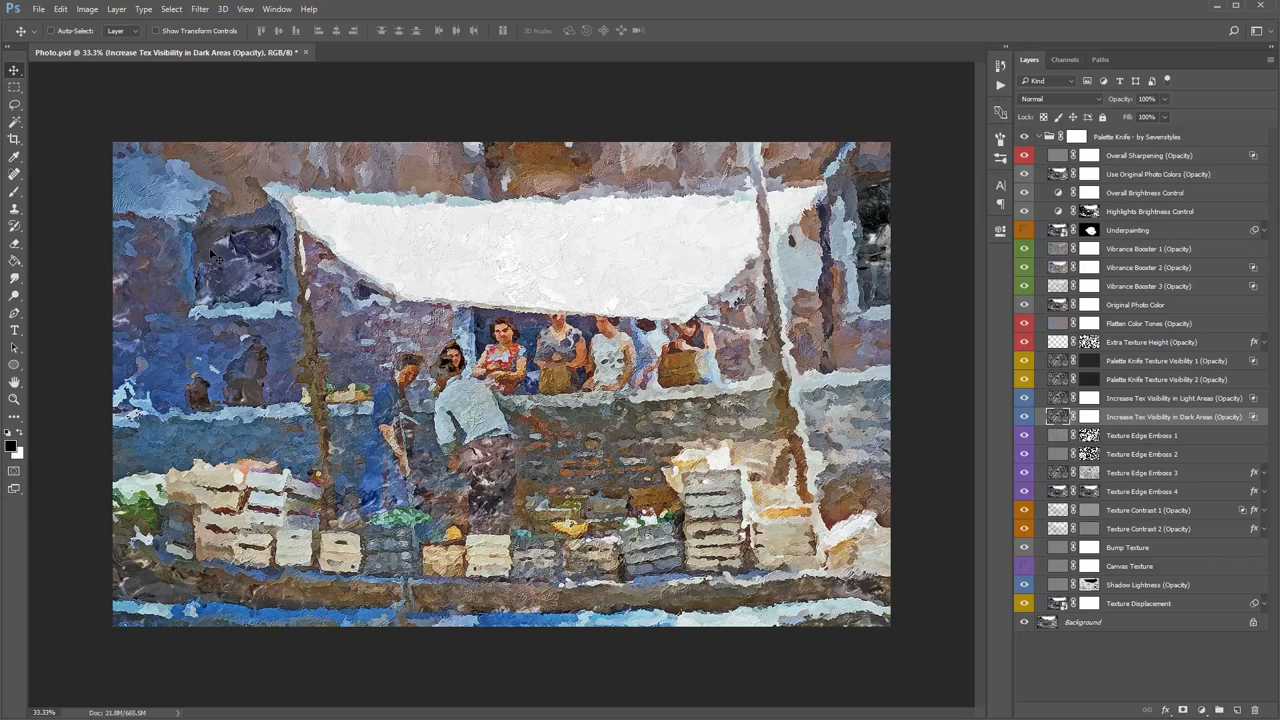 Ps File Edit Image Layer Type Select Filter 3D View Window Help
Auto-Select: Layer Show Transform Controls 3D Mode:
Photo.psd @ 33.3% (Increase Tex Visibility in Dark Areas (Opacity), RGB/8) * ×
Layers Channels Paths
Kind
Normal Opacity: 100%
Lock: Fill: 100%
Palette Knife - by Sevenstyles
Overall Sharpening (Opacity)
Use Original Photo Colors (Opacity)
Overall Brightness Control
Highlights Brightness Control
Underpainting
Vibrance Booster 1 (Opacity)
Vibrance Booster 2 (Opacity)
Vibrance Booster 3 (Opacity)
Original Photo Color
Flatten Color Tones (Opacity)
Extra Texture Height (Opacity) fx
Palette Knife Texture Visibility 1 (Opacity)
Palette Knife Texture Visibility 2 (Opacity)
Increase Tex Visibility in Light Areas (Opacity)
Increase Tex Visibility in Dark Areas (Opacity)
Texture Edge Emboss 1
Texture Edge Emboss 2
Texture Edge Emboss 3 fx
Texture Edge Emboss 4 fx
Texture Contrast 1 (Opacity) fx
Texture Contrast 2 (Opacity) fx
Bump Texture
Canvas Texture
Shadow Lightness (Opacity)
Texture Displacement
Background
33.33% Doc: 21.8M/665.5M
fx